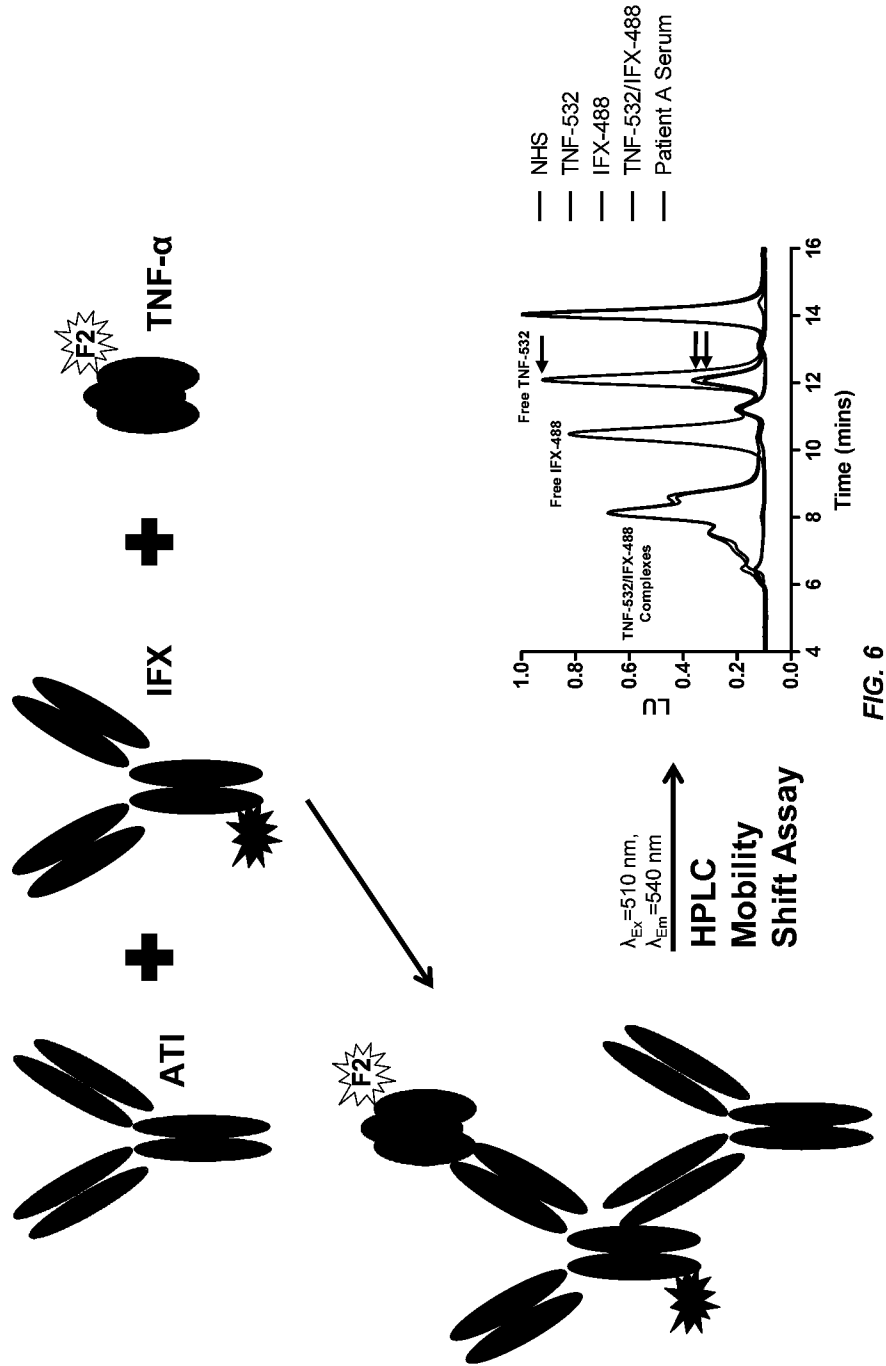 ATI
IFX
TNF-α
F2
F2
λEx=510 nm,
λEm=540 nm
HPLC
Mobility
Shift Assay
LU
1.0
0.8
0.6
0.4
0.2
0.0
4
6
8
10
12
14
16
Time (mins)
TNF-532/IFX-488
Complexes
Free IFX-488
Free TNF-532
NHS
TNF-532
IFX-488
TNF-532/IFX-488
Patient A Serum
FIG. 6